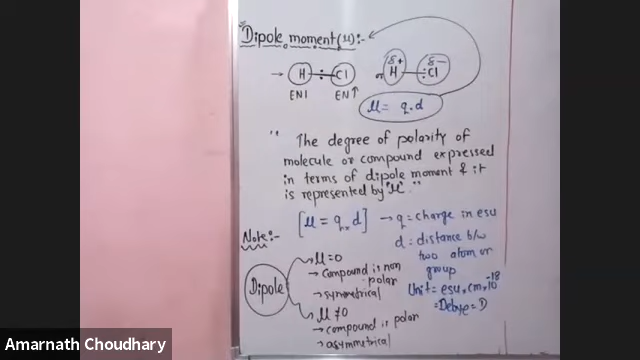 Dipole moment(μ):-
→ H : Cl or H : Cl
δ+ δ-
EN↓ EN↑
μ = q.d
" The degree of polarity of
molecule or compound expressed
in terms of dipole moment & it
is represented by 'μ' "
[μ = q × d] → q = charge in esu
d = distance b/w
two atom or
group
Unit = esu × cm × 10⁻¹⁸
= Debye = D
Note:-
Dipole
μ = 0
→ Compound is non
polar
→ symmetrical
μ ≠ 0
→ compound is polar
→ asymmetrical
Amarnath Choudhary